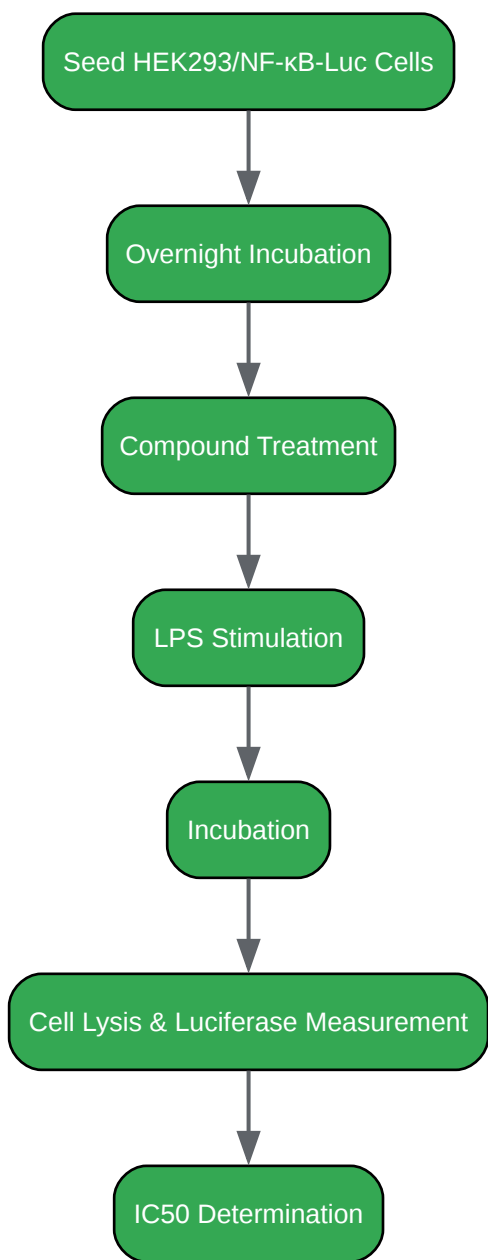 Seed HEK293/NF-κB-Luc Cells
Overnight Incubation
Compound Treatment
LPS Stimulation
Incubation
Cell Lysis & Luciferase Measurement
IC50 Determination